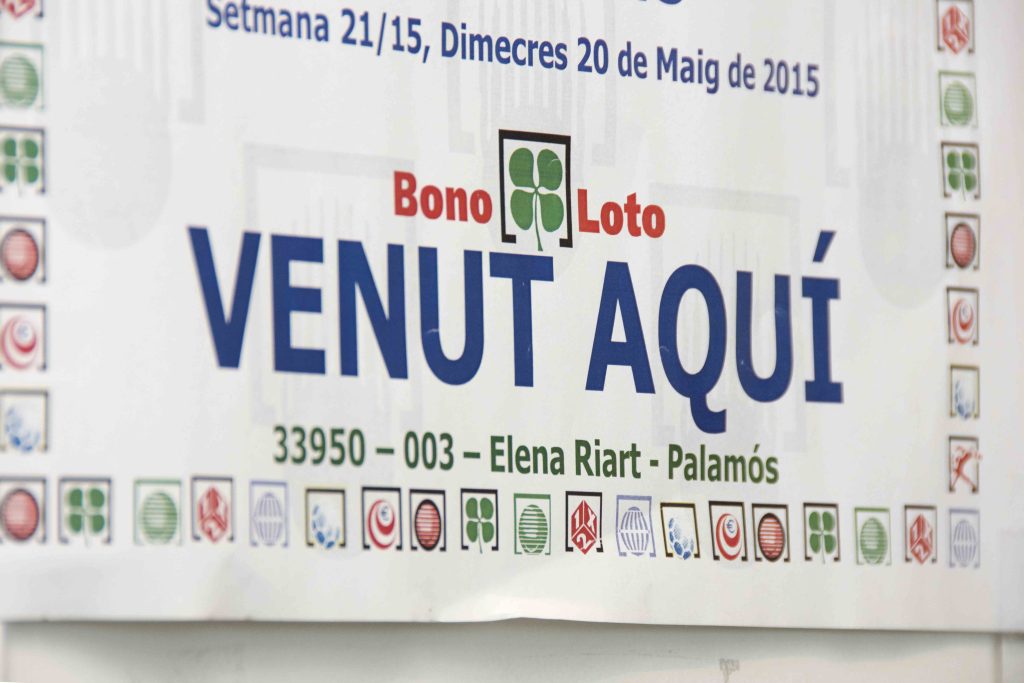 Setmana 21/15, Dimecres 20 de Maig de 2015
Bono Loto
VENUT AQUÍ
33950 – 003 – Elena Riart - Palamós